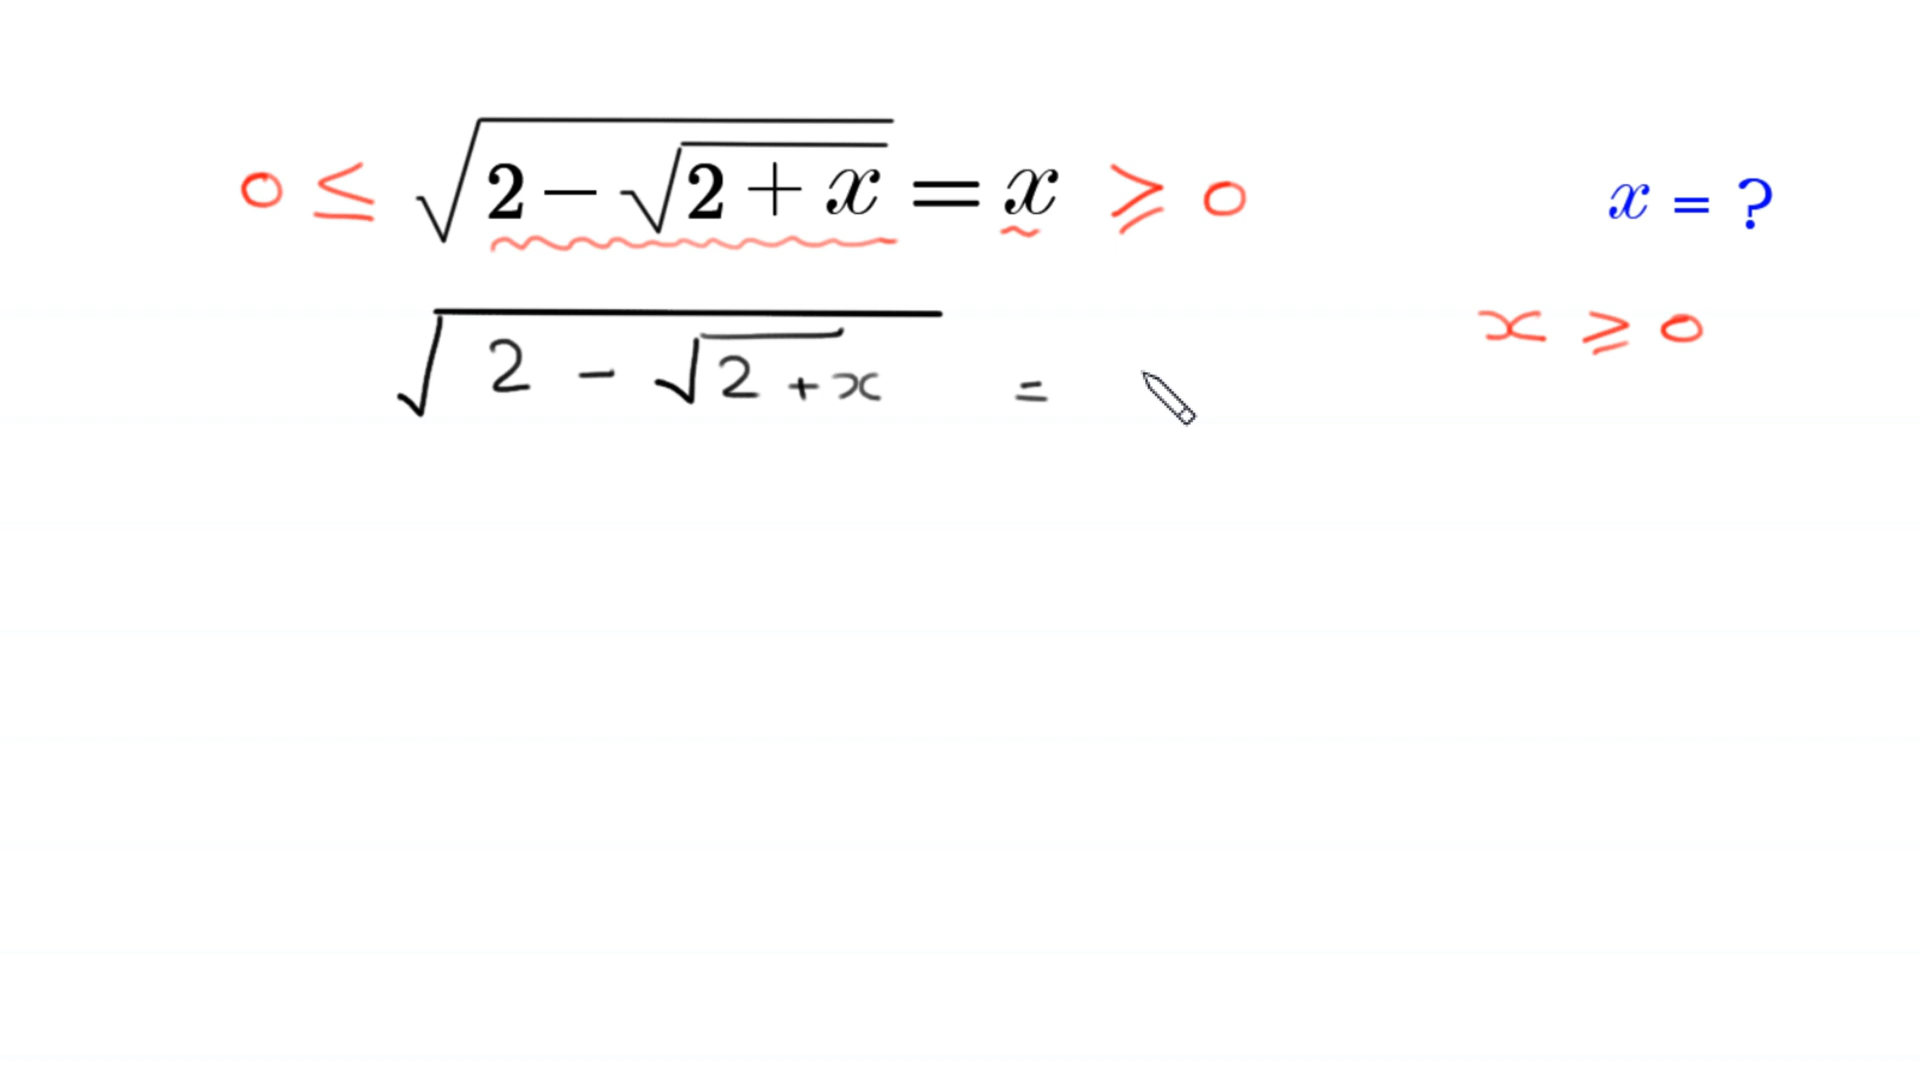 0 ≤ √(2 − √(2 + x)) = x ⩾ 0
x = ?
x ⩾ 0
√(2 - √(2 + x)) =